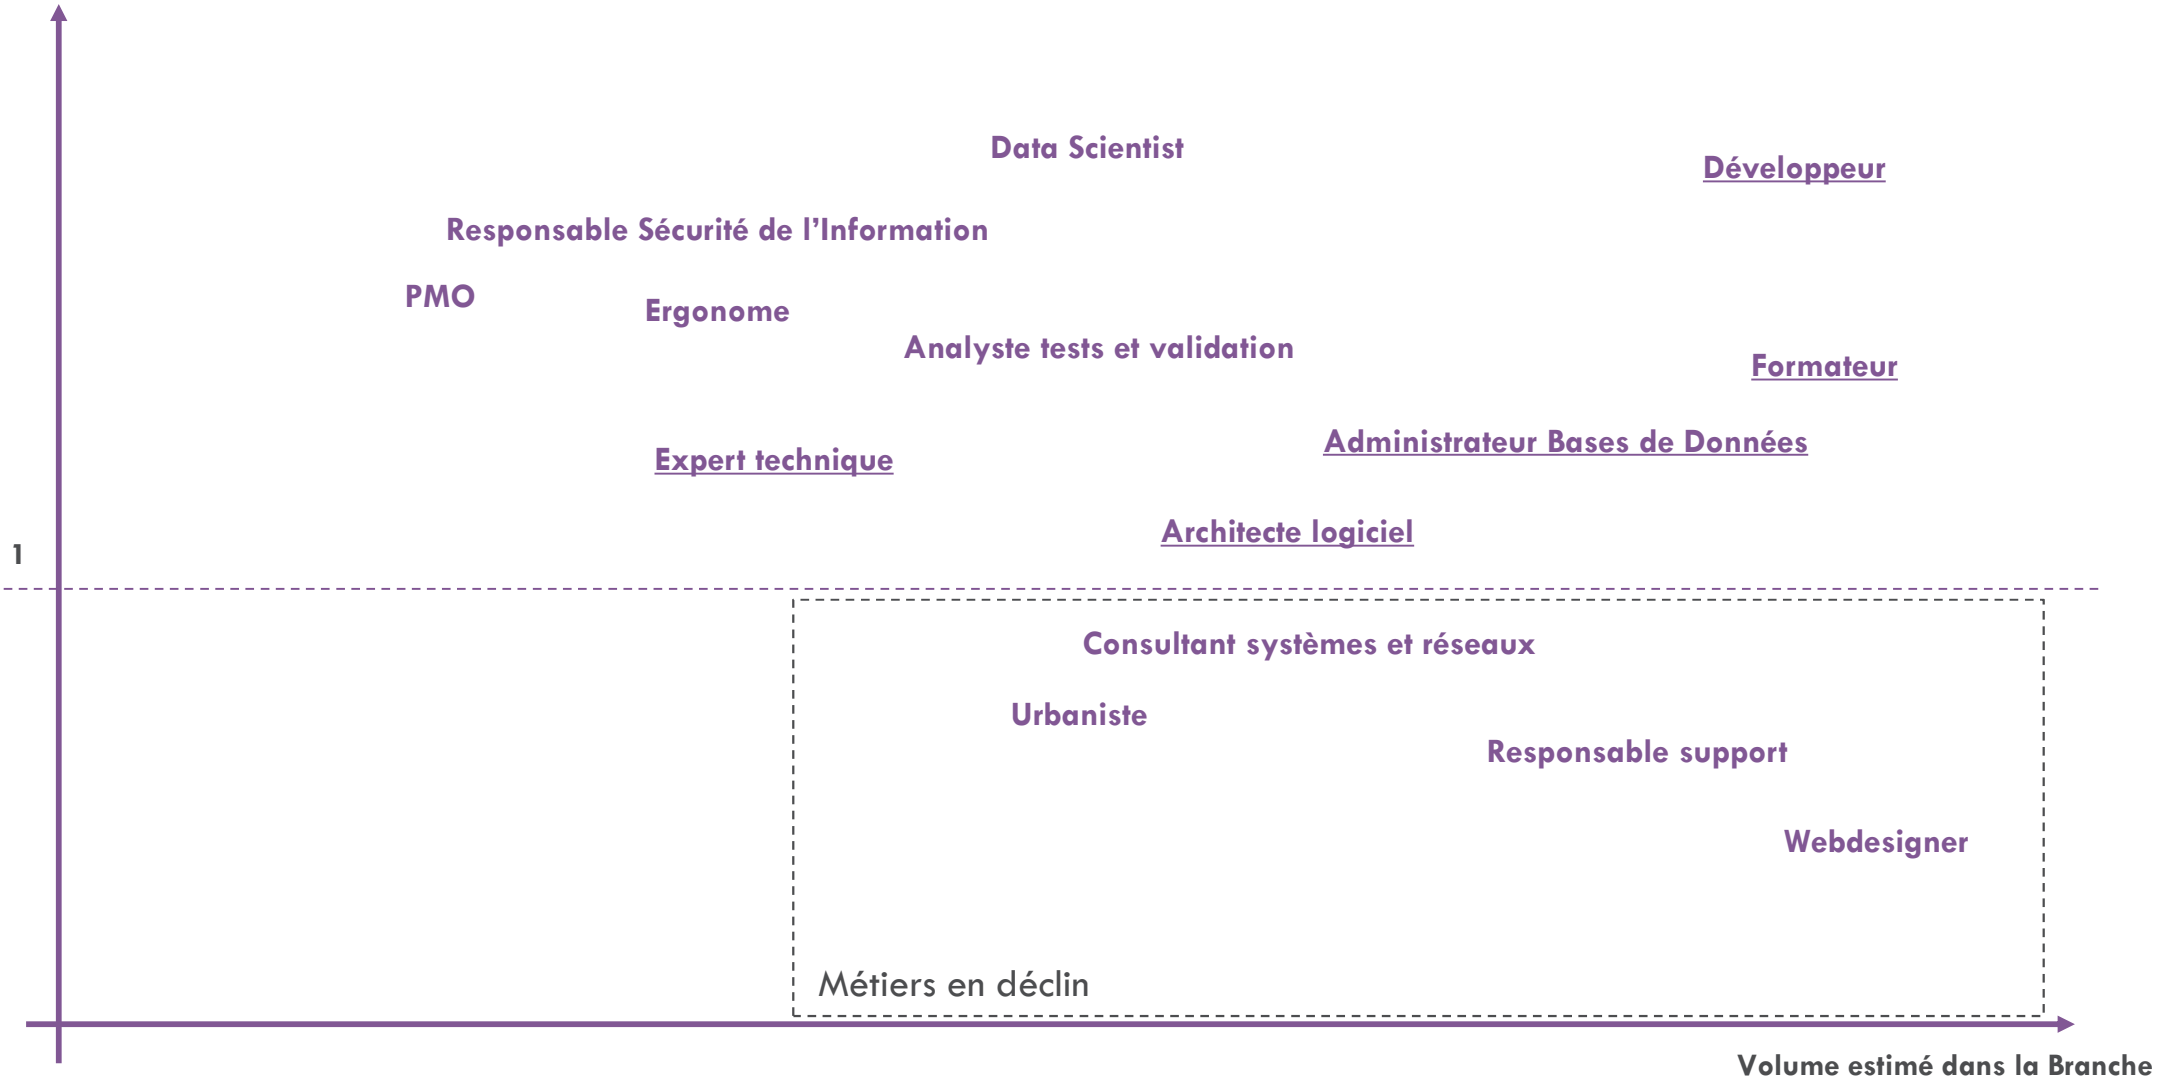 Data Scientist
Développeur
Responsable Sécurité de l’Information
PMO
Ergonome
Analyste tests et validation
Formateur
Administrateur Bases de Données
Expert technique
Architecte logiciel
1
Consultant systèmes et réseaux
Urbaniste
Responsable support
Webdesigner
Métiers en déclin
Volume estimé dans la Branche